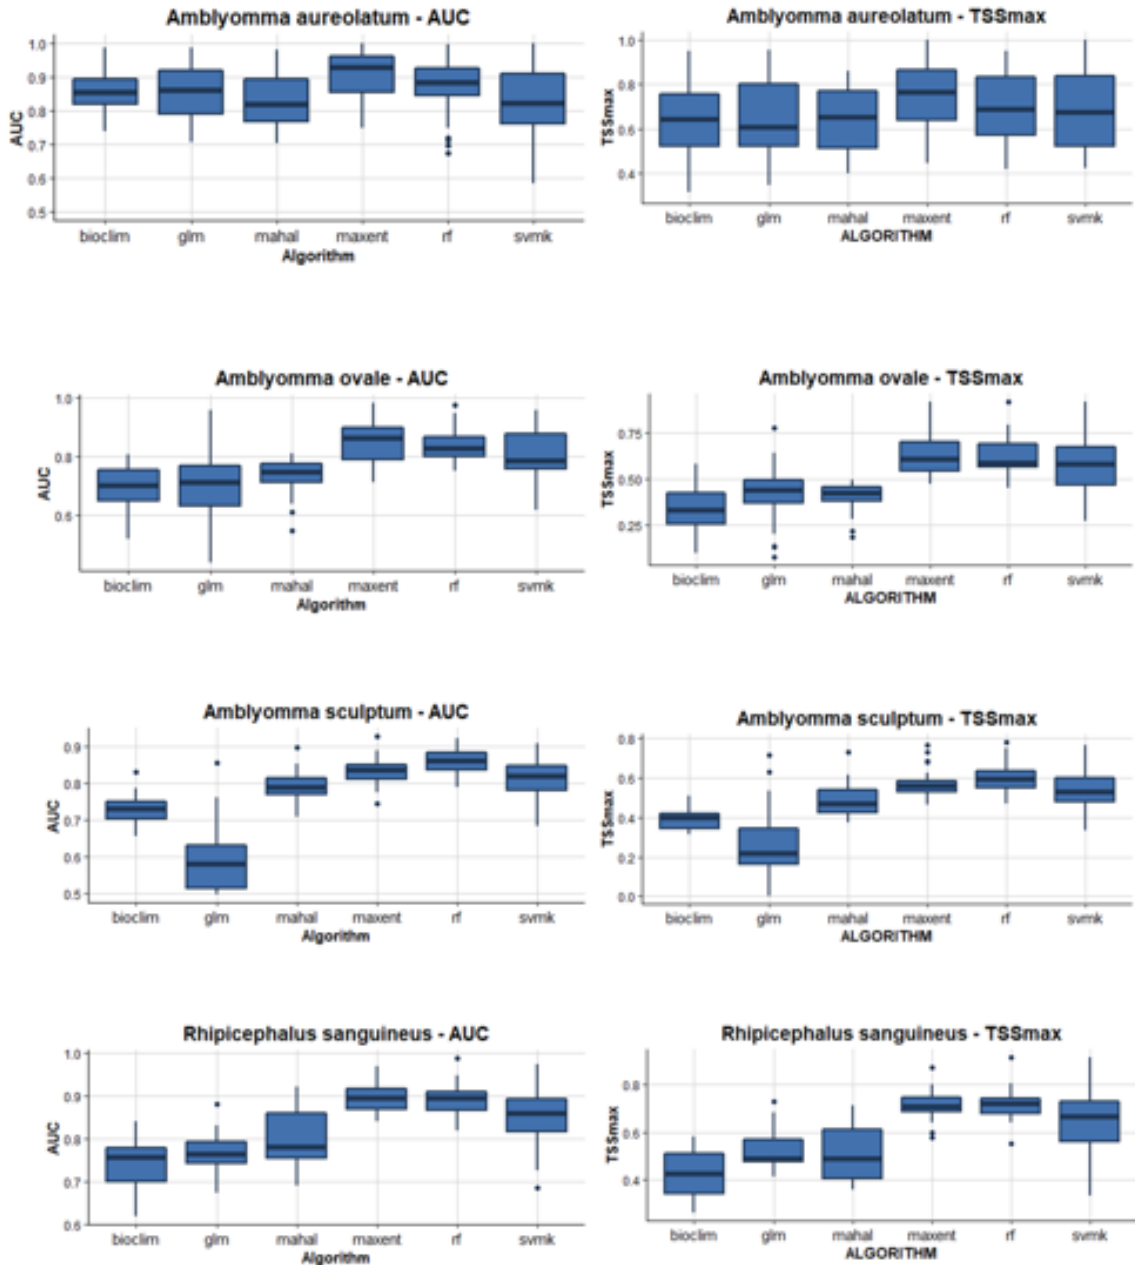 Amblyomma aureolatum - AUC
AUC
1.0
0.9
0.8
0.7
0.6
0.5
bioclim glm mahal maxent rf svmk
Algorithm
Amblyomma aureolatum - TSSmax
TSSmax
1.0
0.8
0.6
0.4
bioclim glm mahal maxent rf svmk
ALGORITHM
Amblyomma ovale - AUC
AUC
1.0
0.8
0.6
bioclim glm mahal maxent rf svmk
Algorithm
Amblyomma ovale - TSSmax
TSSmax
0.75
0.50
0.25
bioclim glm mahal maxent rf svmk
ALGORITHM
Amblyomma sculptum - AUC
AUC
0.9
0.8
0.7
0.6
0.5
bioclim glm mahal maxent rf svmk
Algorithm
Amblyomma sculptum - TSSmax
TSSmax
0.8
0.6
0.4
0.2
0.0
bioclim glm mahal maxent rf svmk
ALGORITHM
Rhipicephalus sanguineus - AUC
AUC
1.0
0.9
0.8
0.7
0.6
bioclim glm mahal maxent rf svmk
Algorithm
Rhipicephalus sanguineus - TSSmax
TSSmax
0.8
0.6
0.4
bioclim glm mahal maxent rf svmk
ALGORITHM